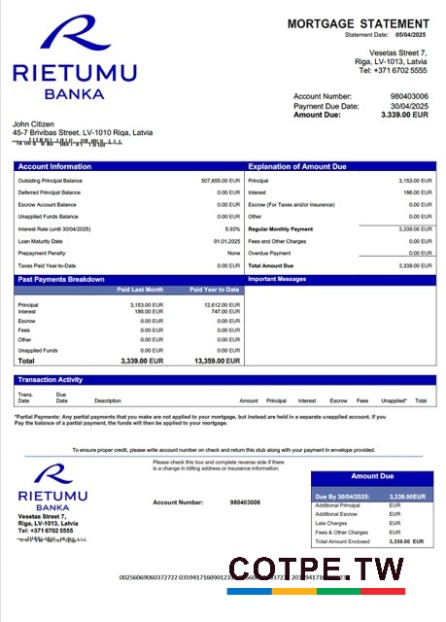 MORTGAGE STATEMENT
Statement Date: 05/04/2025
RIETUMU
BANKA
Vesetas Street 7,
Riga, LV-1013, Latvia
Tel: +371 6702 5555
Account Number: 980403006
Payment Due Date: 30/04/2025
Amount Due: 3.339.00 EUR
John Citizen
45-7 Brivibas Street, LV-1010 Riga, Latvia
Account Information
Outsiding Principal Balance 507,855.00 EUR
Deferred Principal Balance 0.00 EUR
Escrow Account Balance 0.00 EUR
Unapplied Funds Balance 0.00 EUR
Interest Rate (until 30/04/2025) 5.93%
Loan Maturity Date 01.01.2025
Prepayment Penalty None
Taxes Paid Year-to-Date 0.00 EUR
Explanation of Amount Due
Principal 3,153.00 EUR
Interest 186.00 EUR
Escrow (For Taxes and/or insurance) 0.00 EUR
Other 0.00 EUR
Regular Monthly Payment 3,339.00 EUR
Fees and Other Charges 0.00 EUR
Overdue Payment 0.00 EUR
Total Amount Due 3,339.00 EUR
Past Payments Breakdown
Paid Last Month Paid Year to Date
Principal 3,153.00 EUR 12,612.00 EUR
Interest 186.00 EUR 747.00 EUR
Escrow 0.00 EUR 0.00 EUR
Fees 0.00 EUR 0.00 EUR
Other 0.00 EUR 0.00 EUR
Unapplied Funds 0.00 EUR 0.00 EUR
Total 3,339.00 EUR 13,359.00 EUR
Important Messages
Transaction Activity
Trans. Date Due Date Description Amount Principal Interest Escrow Fees Unapplied* Total
*Partial Payments: Any partial payments that you make are not applied to your mortgage, but instead are held in a separate unapplied account. If you
Pay the balance of a partial payment, the funds will then be applied to your mortgage.
To ensure proper credit, please write account number on check and return this stub along with your payment in envelope provided.
RIETUMU
BANKA
Vesetas Street 7,
Riga, LV-1013, Latvia
Tel: +371 6702 5555
Please check this box and complete reverse side if there
is a change in billing address or insurance information.
Account Number: 980403006
Amount Due
Due By 30/04/2025: 3,339.00EUR
Additional Principal EUR
Additional Escrow EUR
Late Charges EUR
Fees & Other Charges EUR
Total Amount Enclosed 3,339.00 EUR
COTPE.TW